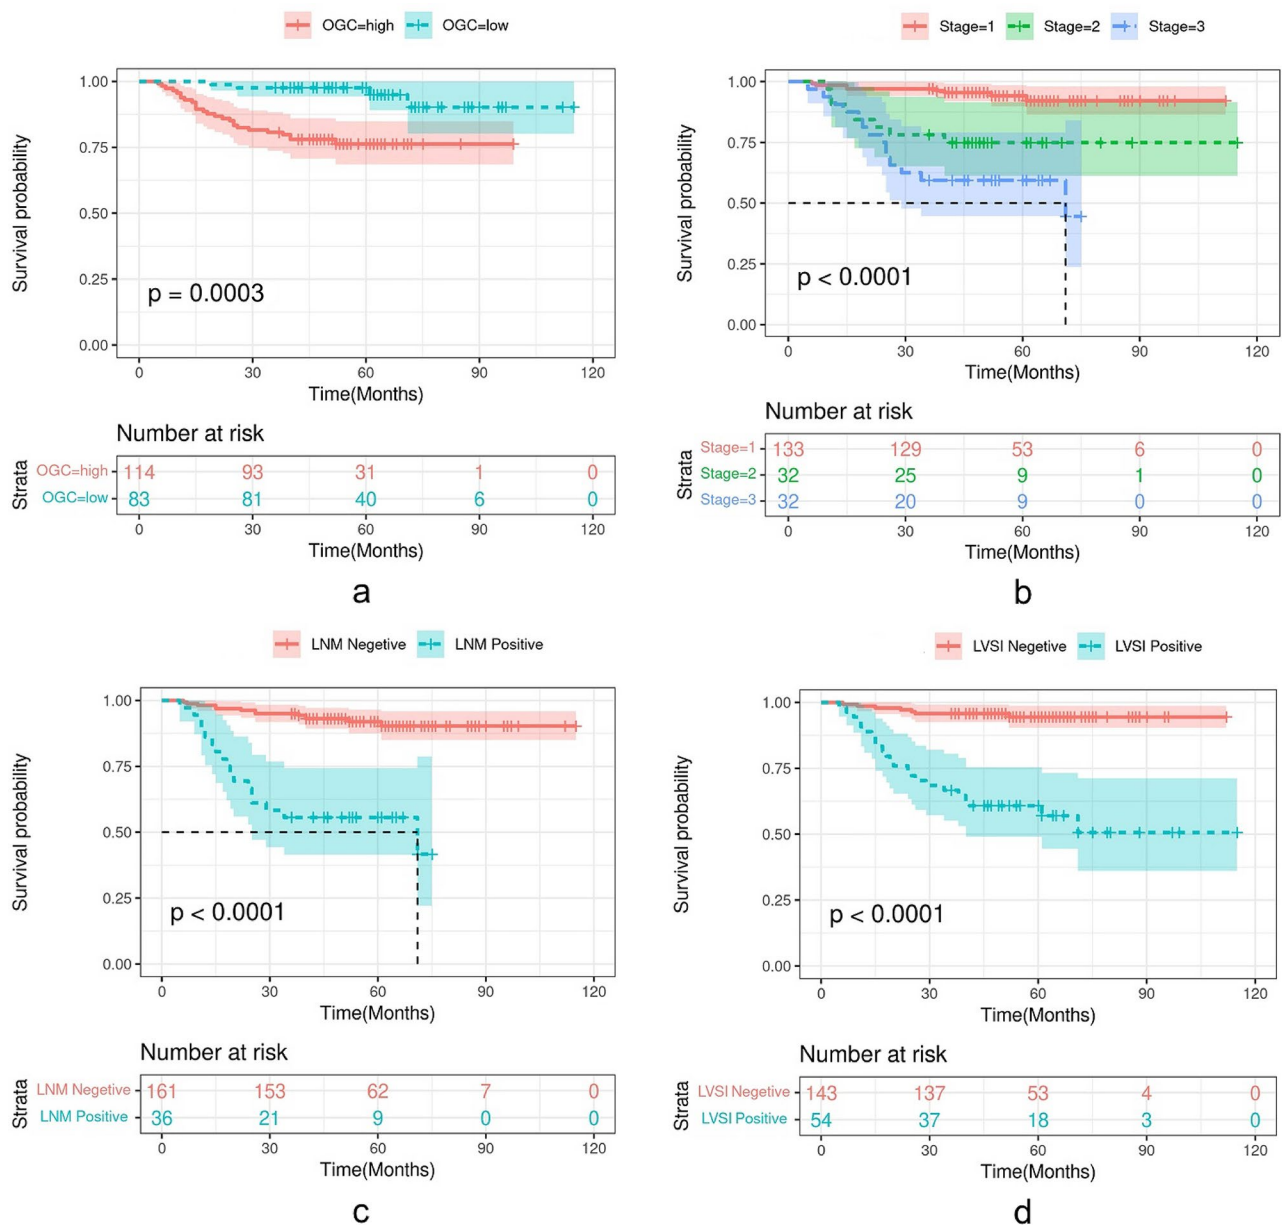 OGC=high OGC=low
Survival probability
1.00
0.75
0.50
0.25
0.00
p = 0.0003
0 30 60 90 120
Time(Months)
Number at risk
Strata
OGC=high 114 93 31 1 0
OGC=low 83 81 40 6 0
0 30 60 90 120
Time(Months)
a
Stage=1 Stage=2 Stage=3
Survival probability
1.00
0.75
0.50
0.25
0.00
p < 0.0001
0 30 60 90 120
Time(Months)
Number at risk
Strata
Stage=1 133 129 53 6 0
Stage=2 32 25 9 1 0
Stage=3 32 20 9 0 0
0 30 60 90 120
Time(Months)
b
LNM Negetive LNM Positive
Survival probability
1.00
0.75
0.50
0.25
0.00
p < 0.0001
0 30 60 90 120
Time(Months)
Number at risk
Strata
LNM Negetive 161 153 62 7 0
LNM Positive 36 21 9 0 0
0 30 60 90 120
Time(Months)
c
LVSI Negetive LVSI Positive
Survival probability
1.00
0.75
0.50
0.25
0.00
p < 0.0001
0 30 60 90 120
Time(Months)
Number at risk
Strata
LVSI Negetive 143 137 53 4 0
LVSI Positive 54 37 18 3 0
0 30 60 90 120
Time(Months)
d